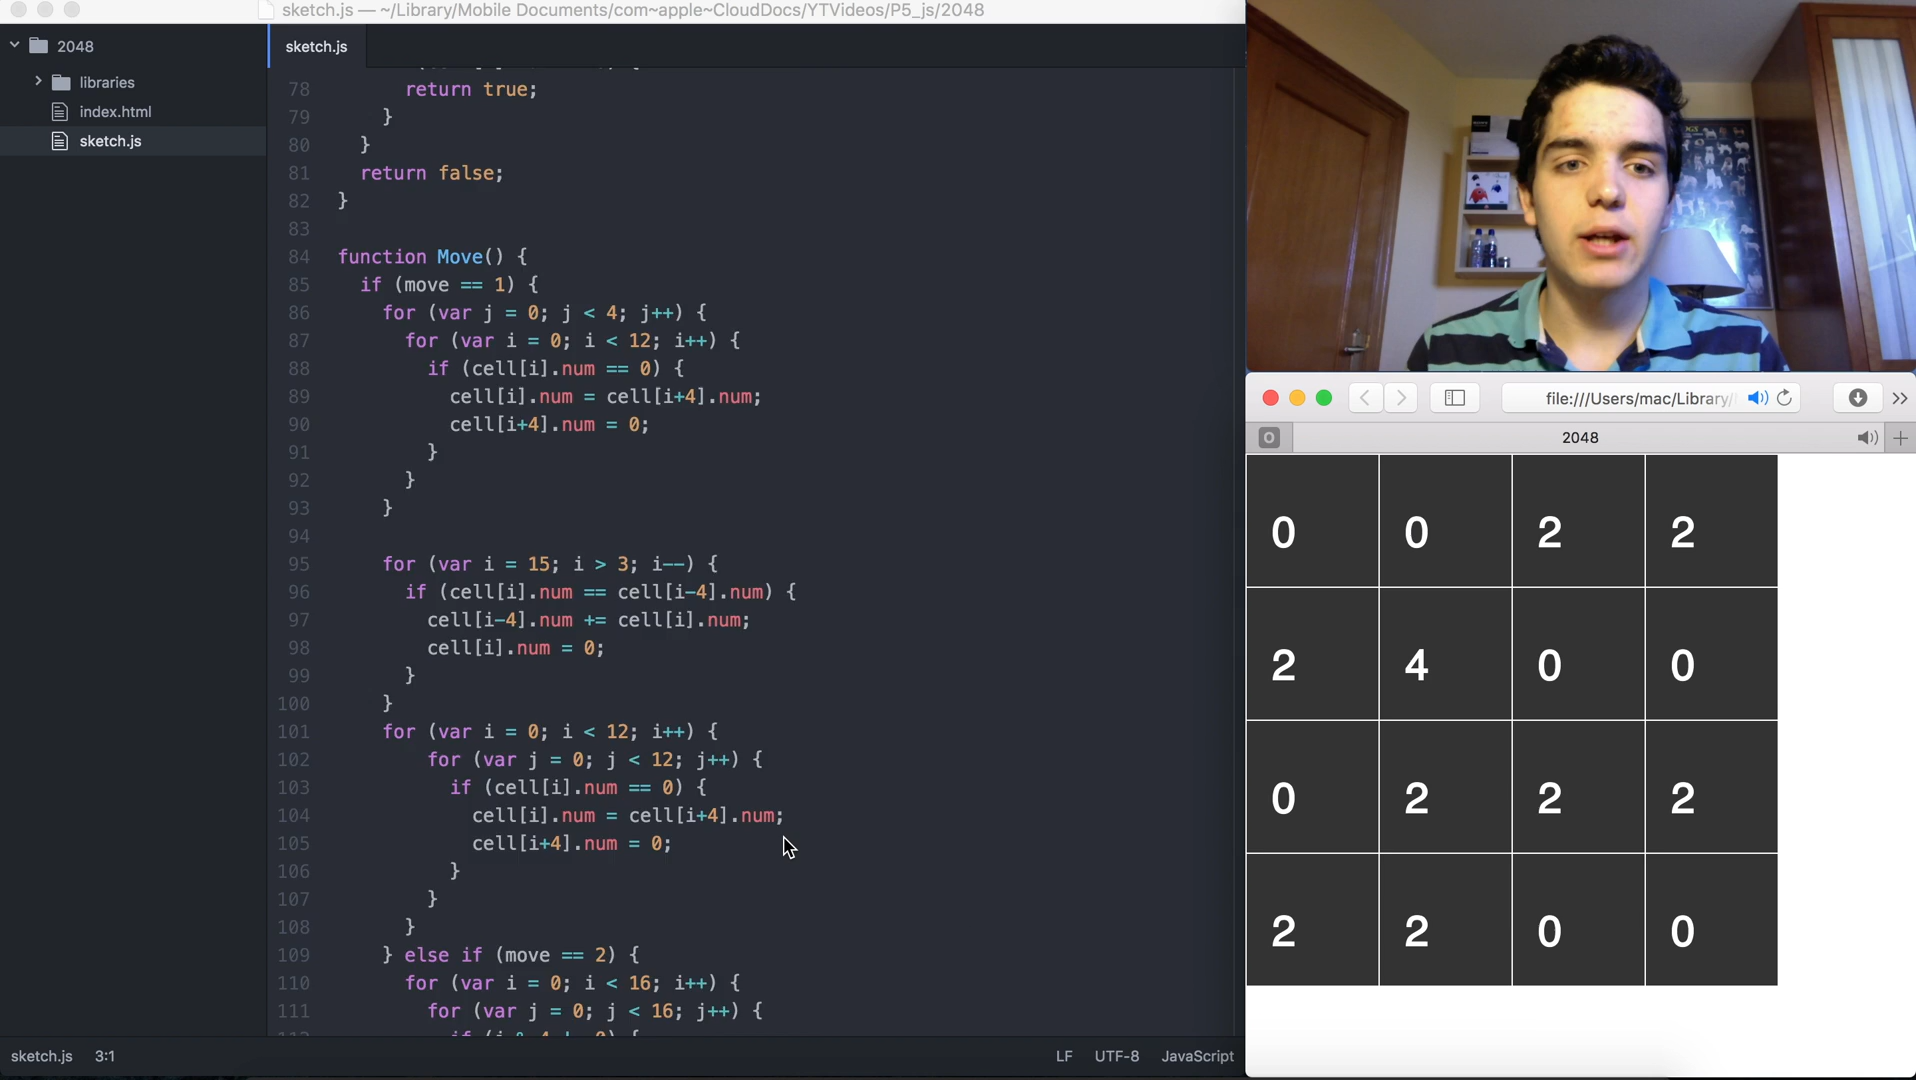 sketch.js — ~/Library/Mobile Documents/com~apple~CloudDocs/YTVideos/P5_js/2048
2048
libraries
index.html
sketch.js
sketch.js
78 return true;
79 }
80 }
81 return false;
82 }
83
84 function Move() {
85 if (move == 1) {
86 for (var j = 0; j < 4; j++) {
87 for (var i = 0; i < 12; i++) {
88 if (cell[i].num == 0) {
89 cell[i].num = cell[i+4].num;
90 cell[i+4].num = 0;
91 }
92 }
93 }
94
95 for (var i = 15; i > 3; i--) {
96 if (cell[i].num == cell[i-4].num) {
97 cell[i-4].num += cell[i].num;
98 cell[i].num = 0;
99 }
100 }
101 for (var i = 0; i < 12; i++) {
102 for (var j = 0; j < 12; j++) {
103 if (cell[i].num == 0) {
104 cell[i].num = cell[i+4].num;
105 cell[i+4].num = 0;
106 }
107 }
108 }
109 } else if (move == 2) {
110 for (var i = 0; i < 16; i++) {
111 for (var j = 0; j < 16; j++) {
sketch.js 3:1
LF UTF-8 JavaScript
file:///Users/mac/Library/
O 2048
0 0 2 2
2 4 0 0
0 2 2 2
2 2 0 0